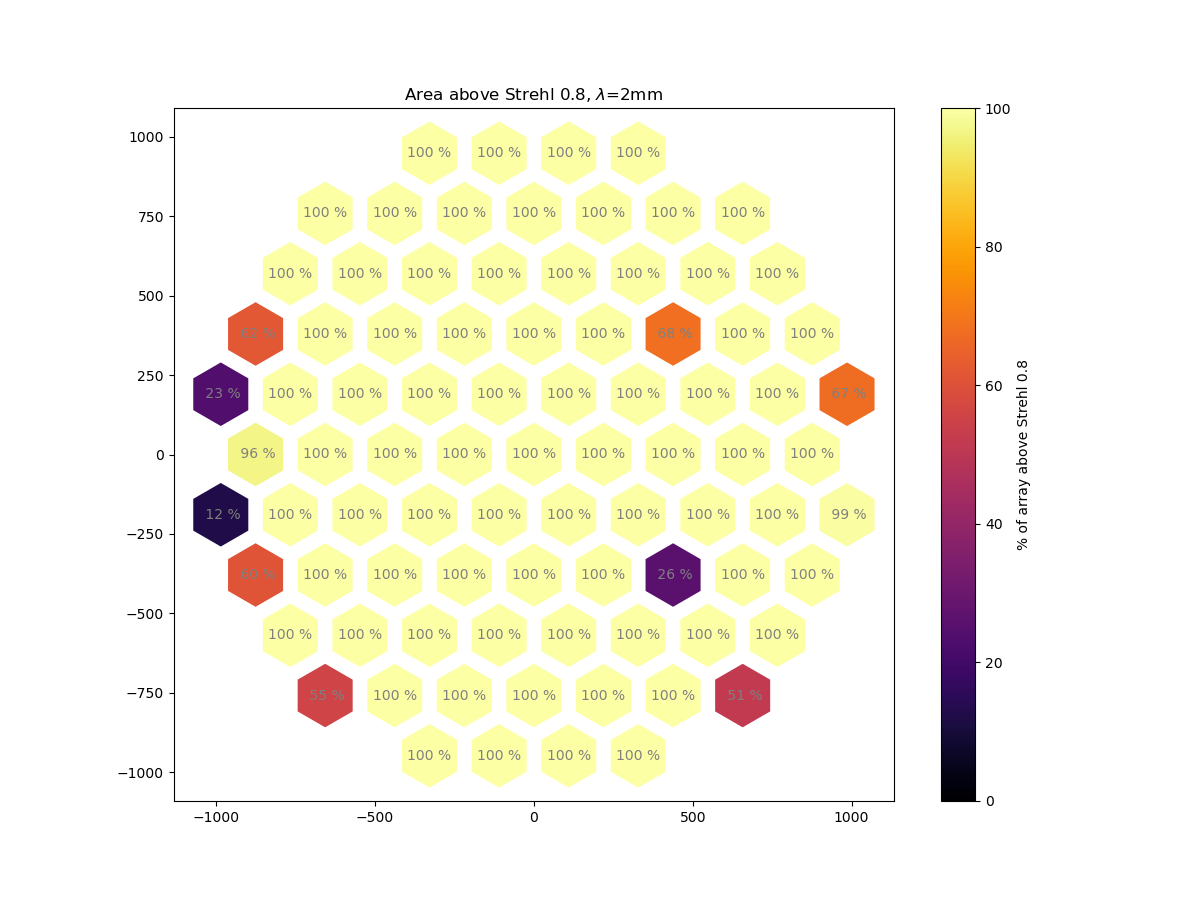 Area above Strehl 0.8, λ=2mm
1000
750
500
250
0
−250
−500
−750
−1000
100 % 100 % 100 % 100 %
100 % 100 % 100 % 100 % 100 % 100 % 100 %
100 % 100 % 100 % 100 % 100 % 100 % 100 % 100 %
100 % 100 % 100 % 100 % 100 % 68 % 100 % 100 %
23 % 100 % 100 % 100 % 100 % 100 % 100 % 100 % 100 % 67 %
96 % 100 % 100 % 100 % 100 % 100 % 100 % 100 % 100 %
12 % 100 % 100 % 100 % 100 % 100 % 100 % 100 % 100 % 99 %
60 % 100 % 100 % 100 % 100 % 100 % 26 % 100 % 100 %
100 % 100 % 100 % 100 % 100 % 100 % 100 % 100 %
55 % 100 % 100 % 100 % 100 % 100 % 51 %
100 % 100 % 100 % 100 %
−1000 −500 0 500 1000
100
80
60
40
20
0
% of array above Strehl 0.8